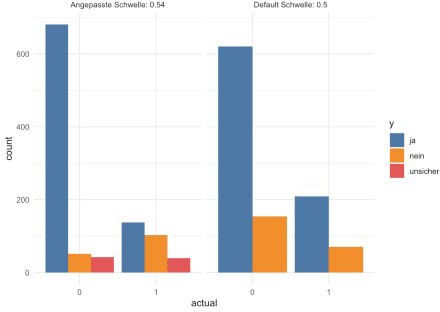 Angepasste Schwelle: 0.54
Default Schwelle: 0.5
600
400
200
0
count
0
1
0
1
actual
y
ja
nein
unsicher